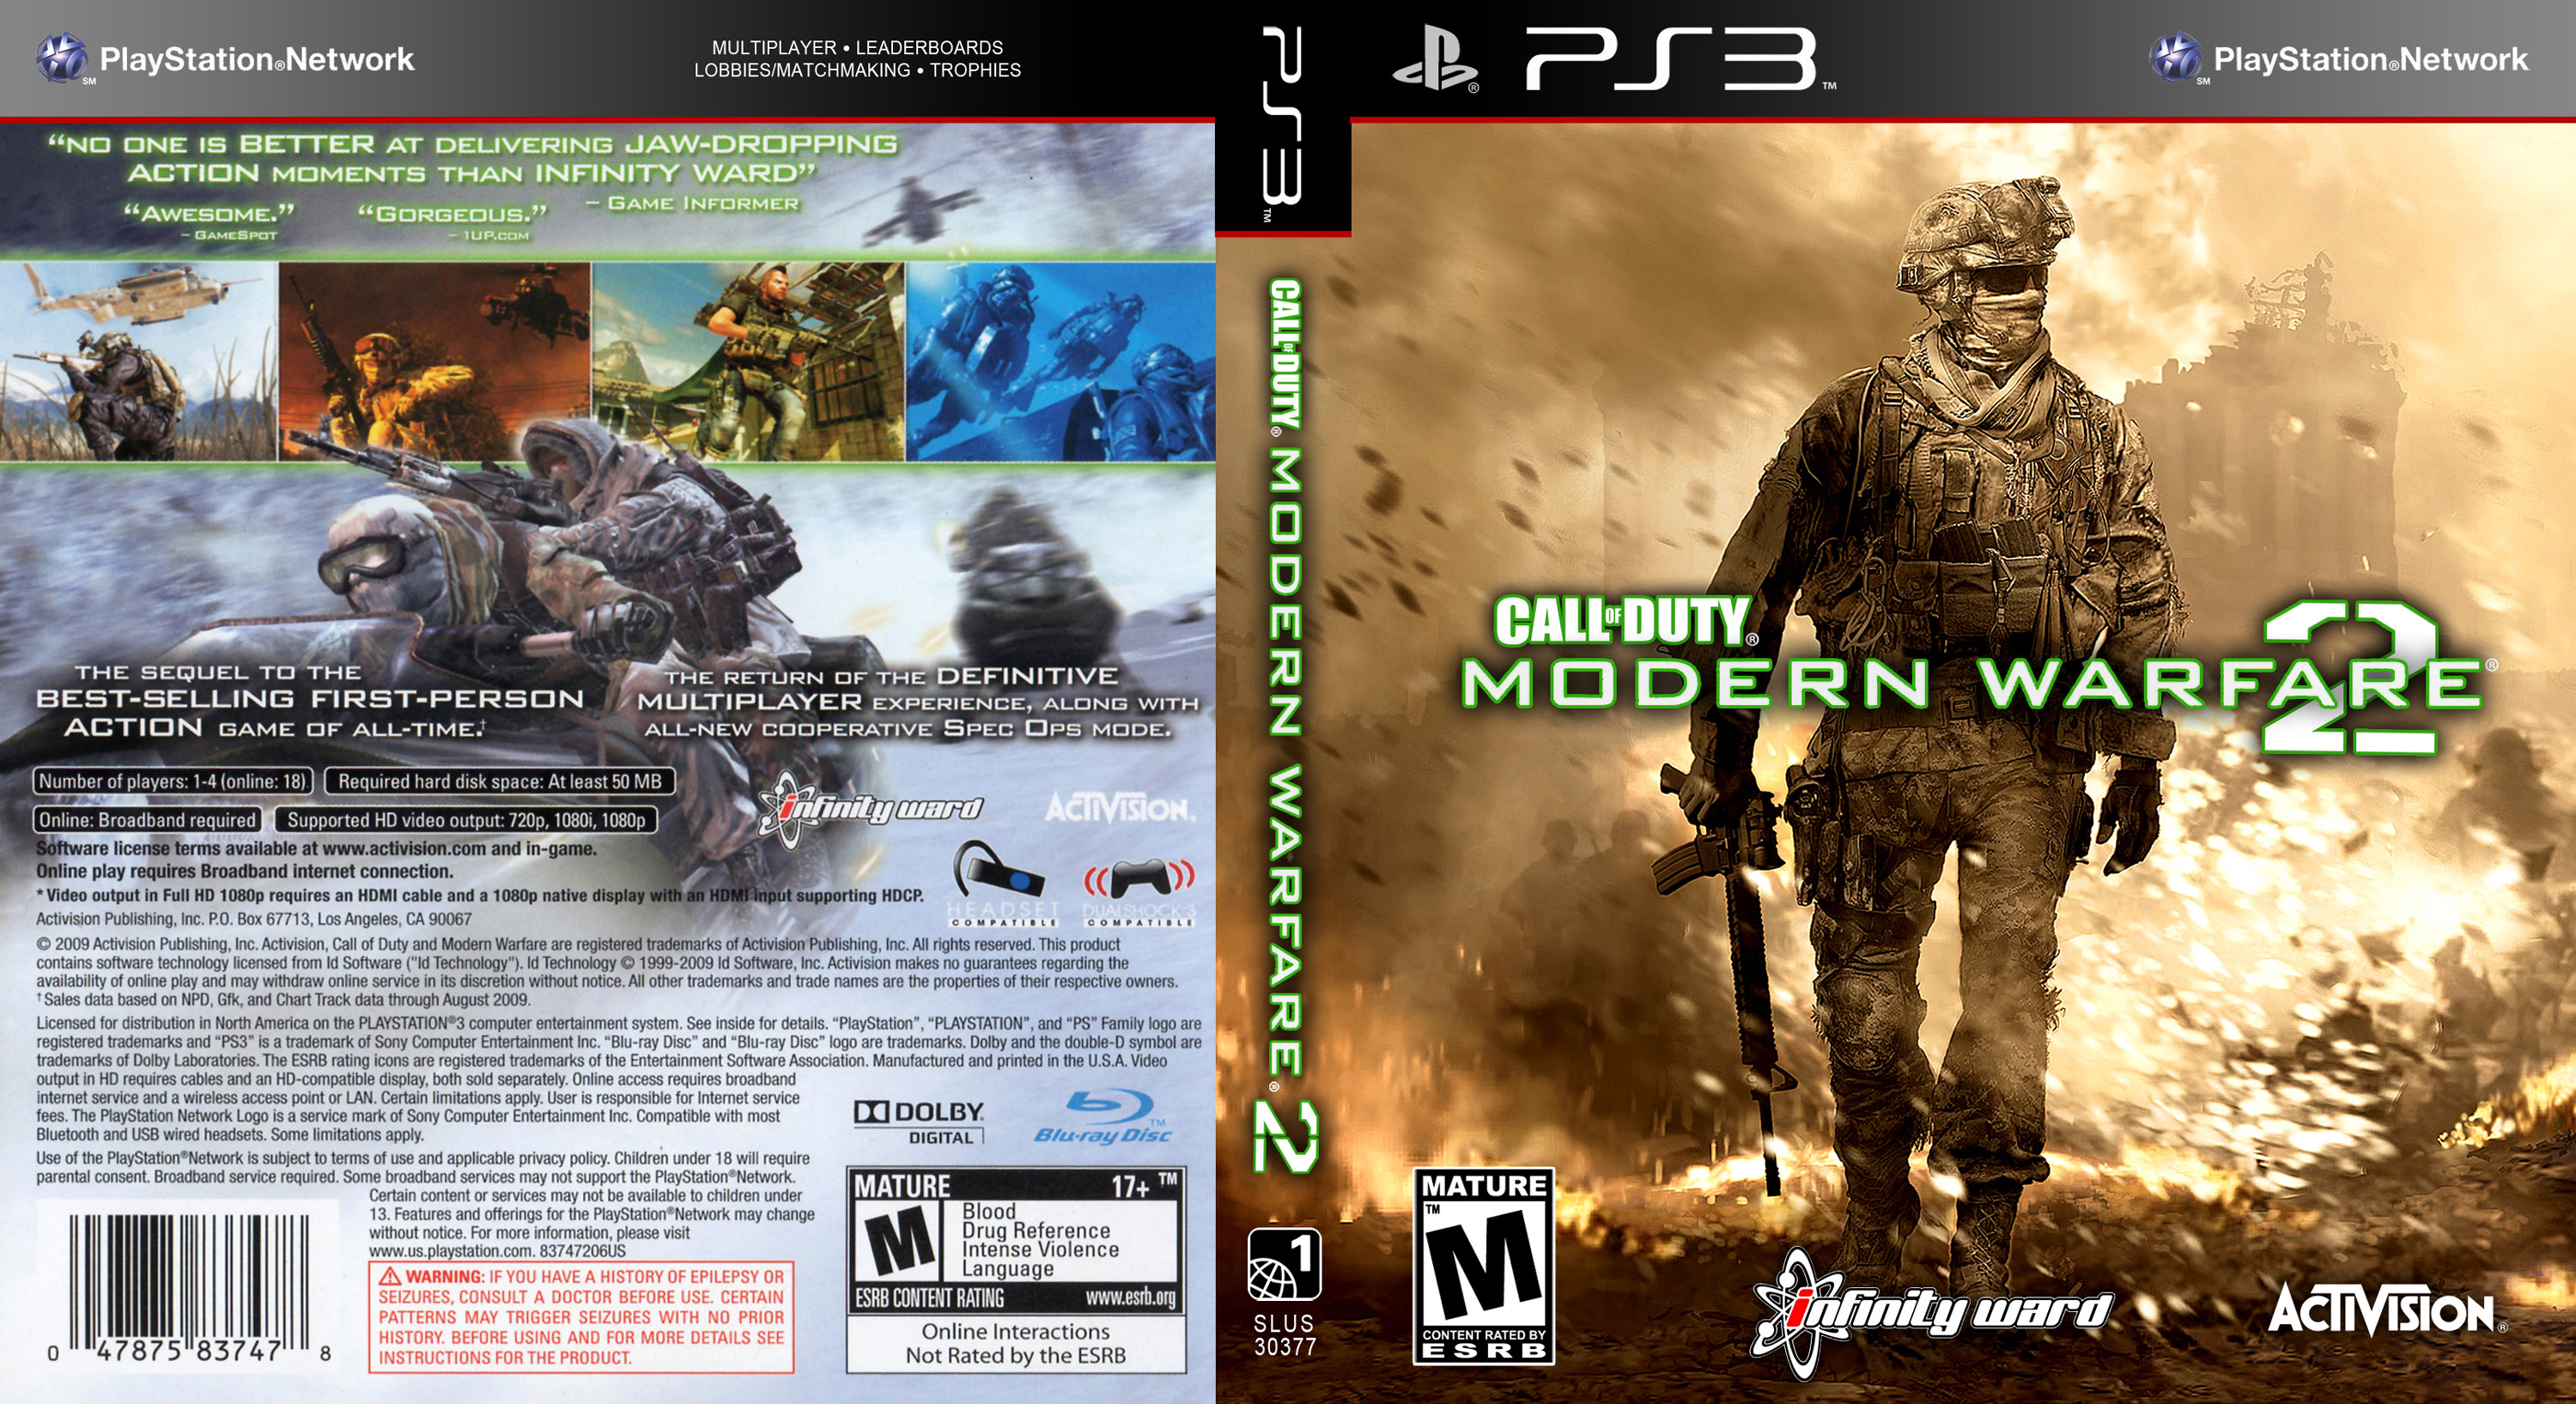 PlayStation®Network
SM
MULTIPLAYER • LEADERBOARDS
LOBBIES/MATCHMAKING • TROPHIES
“NO ONE IS BETTER AT DELIVERING JAW-DROPPING
ACTION MOMENTS THAN INFINITY WARD”
– GAME INFORMER
“AWESOME.”
– GAMESPOT
“GORGEOUS.”
– 1UP.COM
THE SEQUEL TO THE
BEST-SELLING FIRST-PERSON
ACTION GAME OF ALL-TIME.†
THE RETURN OF THE DEFINITIVE
MULTIPLAYER EXPERIENCE, ALONG WITH
ALL-NEW COOPERATIVE SPEC OPS MODE.
Number of players: 1-4 (online: 18)
Required hard disk space: At least 50 MB
Online: Broadband required
Supported HD video output: 720p, 1080i, 1080p
infinity ward
ACTIVISION®
Software license terms available at www.activision.com and in-game.
Online play requires Broadband internet connection.
* Video output in Full HD 1080p requires an HDMI cable and a 1080p native display with an HDMI input supporting HDCP.
Activision Publishing, Inc. P.O. Box 67713, Los Angeles, CA 90067
HEADSET
COMPATIBLE
DUALSHOCK®3
COMPATIBLE
© 2009 Activision Publishing, Inc. Activision, Call of Duty and Modern Warfare are registered trademarks of Activision Publishing, Inc. All rights reserved. This product
contains software technology licensed from Id Software ("Id Technology"). Id Technology © 1999-2009 Id Software, Inc. Activision makes no guarantees regarding the
availability of online play and may withdraw online service in its discretion without notice. All other trademarks and trade names are the properties of their respective owners.
† Sales data based on NPD, Gfk, and Chart Track data through August 2009.
Licensed for distribution in North America on the PLAYSTATION®3 computer entertainment system. See inside for details. “PlayStation”, “PLAYSTATION”, and “PS” Family logo are
registered trademarks and “PS3” is a trademark of Sony Computer Entertainment Inc. “Blu-ray Disc” and “Blu-ray Disc” logo are trademarks. Dolby and the double-D symbol are
trademarks of Dolby Laboratories. The ESRB rating icons are registered trademarks of the Entertainment Software Association. Manufactured and printed in the U.S.A. Video
output in HD requires cables and an HD-compatible display, both sold separately. Online access requires broadband
internet service and a wireless access point or LAN. Certain limitations apply. User is responsible for Internet service
fees. The PlayStation Network Logo is a service mark of Sony Computer Entertainment Inc. Compatible with most
Bluetooth and USB wired headsets. Some limitations apply.
Use of the PlayStation®Network is subject to terms of use and applicable privacy policy. Children under 18 will require
parental consent. Broadband service required. Some broadband services may not support the PlayStation®Network.
Certain content or services may not be available to children under
13. Features and offerings for the PlayStation®Network may change
without notice. For more information, please visit
www.us.playstation.com. 83747206US
DOLBY®
DIGITAL
Blu-ray Disc™
0 47875 83747 8
WARNING: IF YOU HAVE A HISTORY OF EPILEPSY OR
SEIZURES, CONSULT A DOCTOR BEFORE USE. CERTAIN
PATTERNS MAY TRIGGER SEIZURES WITH NO PRIOR
HISTORY. BEFORE USING AND FOR MORE DETAILS SEE
INSTRUCTIONS FOR THE PRODUCT.
MATURE 17+ ™
M
Blood
Drug Reference
Intense Violence
Language
ESRB CONTENT RATING www.esrb.org
Online Interactions
Not Rated by the ESRB
PS3™
CALL OF DUTY® MODERN WARFARE® 2
1
SLUS
30377
® PS3™
PlayStation®Network
SM
CALL OF DUTY®
MODERN WARFARE® 2
MATURE
™
M
CONTENT RATED BY
ESRB
infinity ward
ACTIVISION®